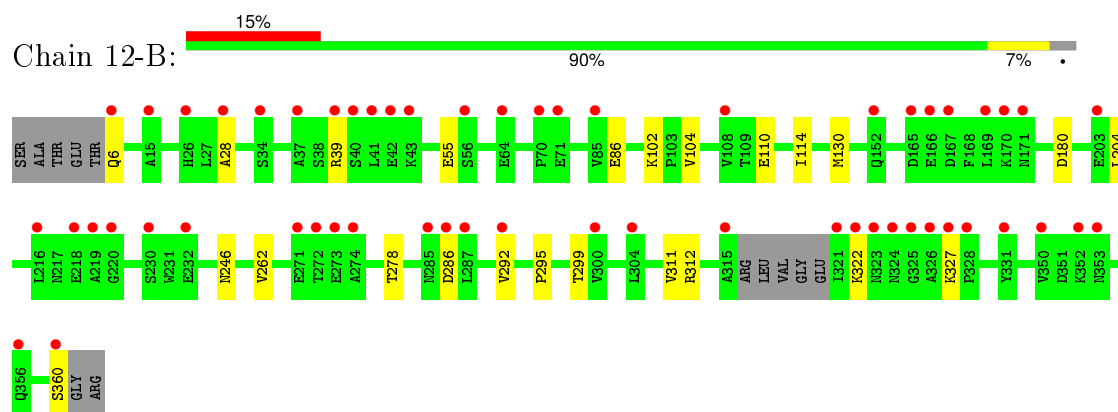 15%
Chain 12-B:
90% 7% •
SER ALA THR GLU THR Q6 A15 H26 L27 A28 S34 A37 S38 R39 S40 L41 E42 K43 E55 S56 E64 P70 E71 V85 E86 K102 P103 V104 V108 T109 E110 I114 M130 Q152 D165 E166 D167 F168 L169 K170 N171 D180 E203 L204
L216 N217 E218 A219 G220 S230 W231 E232 N246 V262 E271 T272 E273 A274 T278 N285 D286 L287 V292 P295 T299 V300 L304 V311 R312 A315 ARG LEU VAL GLY GLU I321 K322 N323 N324 G325 A326 K327 P328 Y331 V350 D351 K352 N353
Q356 S360 GLY ARG